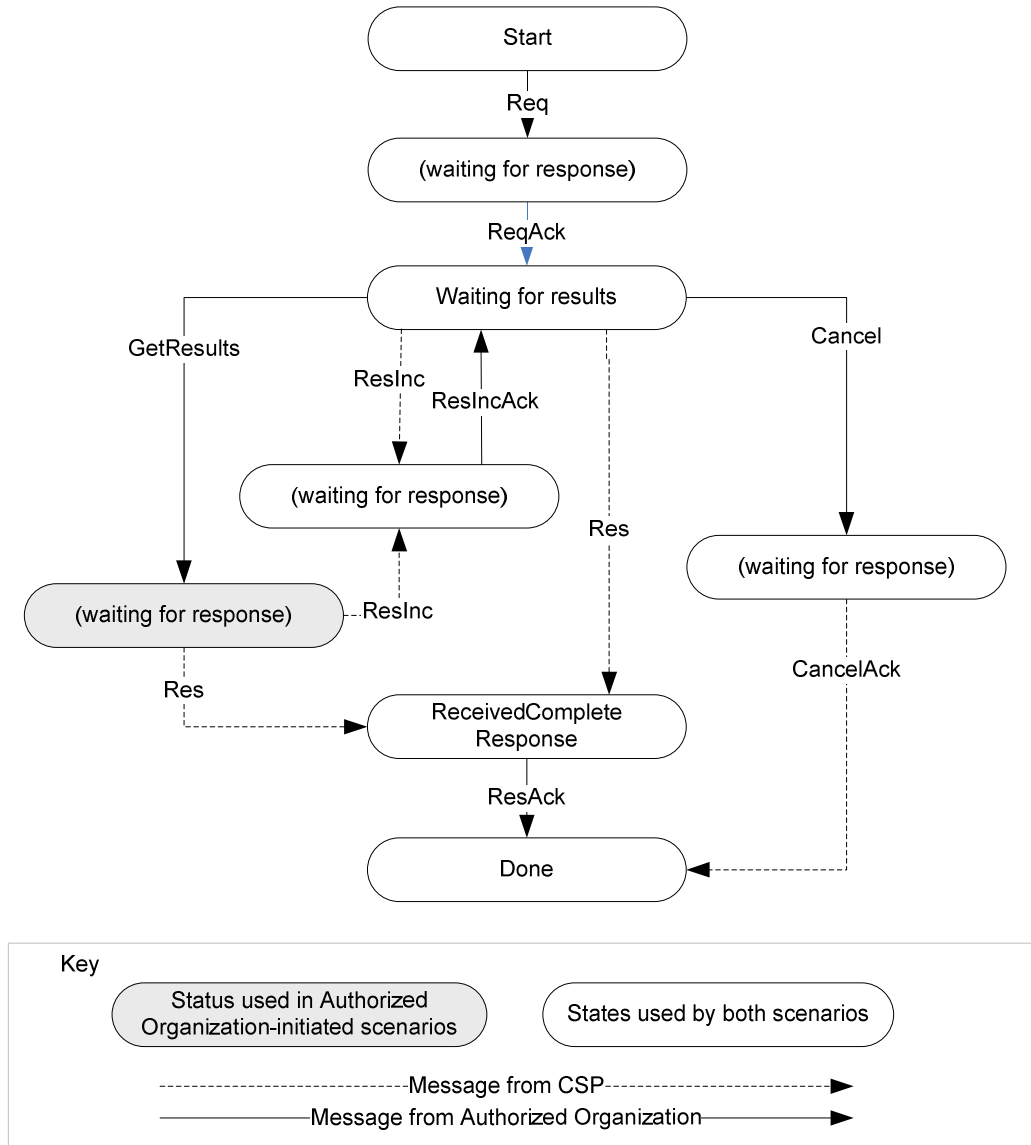 Start
Req
(waiting for response)
ReqAck
Waiting for results
GetResults
Cancel
ResInc
ResIncAck
(waiting for response)
Res
(waiting for response)
(waiting for response)
ResInc
CancelAck
Res
ReceivedComplete
Response
ResAck
Done
Key
Status used in Authorized
Organization-initiated scenarios
States used by both scenarios
Message from CSP
Message from Authorized Organization